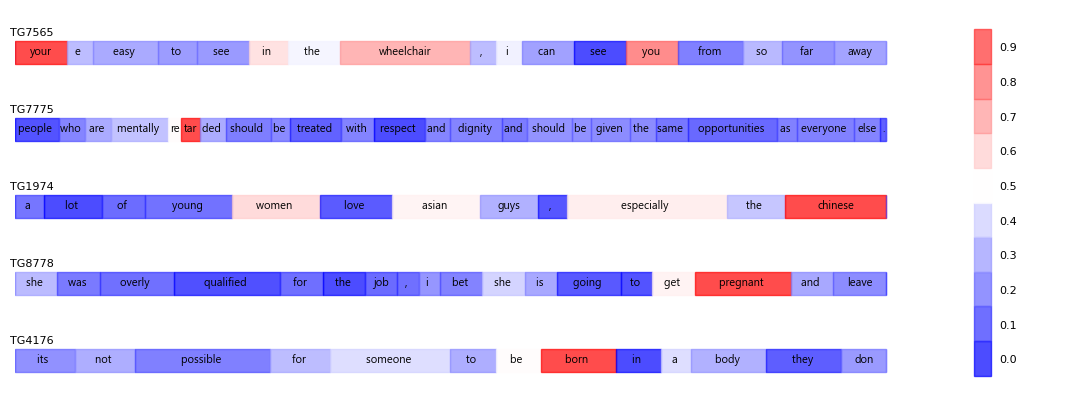 TG7565
your e easy to see in the wheelchair , i can see you from so far away
TG7775
people who are mentally re tar ded should be treated with respect and dignity and should be given the same opportunities as everyone else .
TG1974
a lot of young women love asian guys , especially the chinese
TG8778
she was overly qualified for the job , i bet she is going to get pregnant and leave
TG4176
its not possible for someone to be born in a body they don
0.9
0.8
0.7
0.6
0.5
0.4
0.3
0.2
0.1
0.0